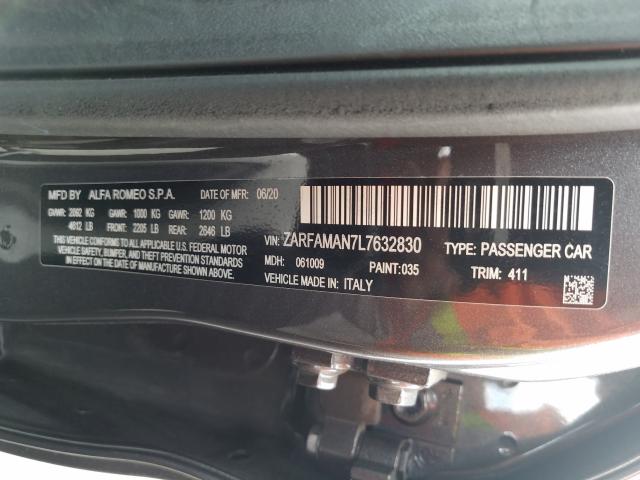 MFD BY ALFA ROMEO S.P.A. DATE OF MFR: 06/20
GVWR: 2092 KG GAWR: 1000 KG GAWR: 1200 KG
4612 LB FRONT: 2205 LB REAR: 2646 LB
THIS VEHICLE CONFORMS TO ALL APPLICABLE U.S. FEDERAL MOTOR
VEHICLE SAFETY, BUMPER, AND THEFT PREVENTION STANDARDS
IN EFFECT ON THE DATE OF MANUFACTURE SHOWN ABOVE.
VIN: ZARFAMAN7L7632830 TYPE: PASSENGER CAR
MDH: 061009 PAINT: 035 TRIM: 411
VEHICLE MADE IN: ITALY